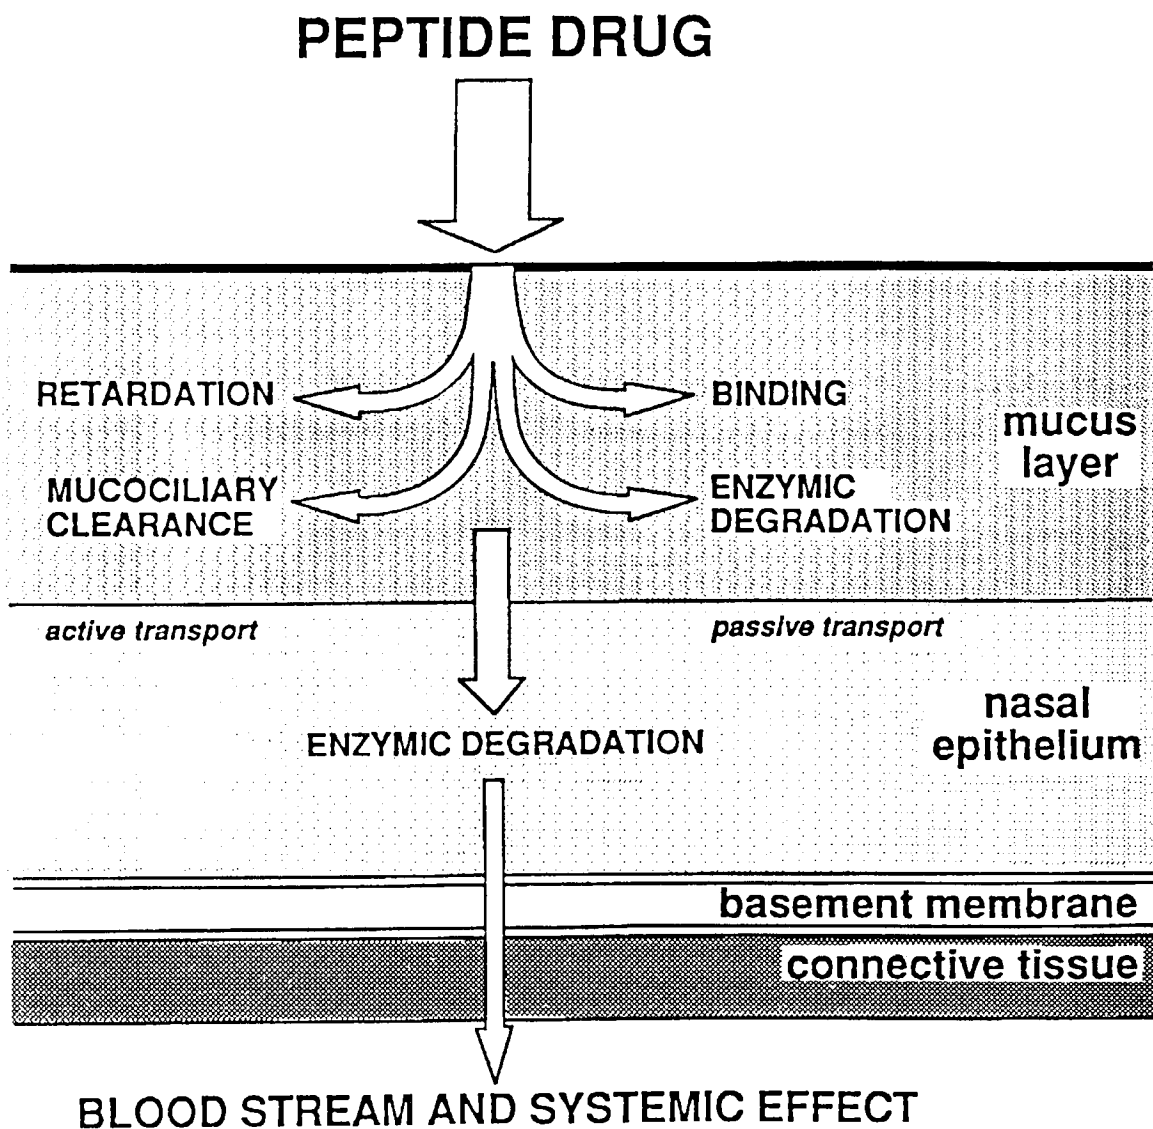 PEPTIDE DRUG
RETARDATION
BINDING
mucus
layer
MUCOCILIARY
CLEARANCE
ENZYMIC
DEGRADATION
active transport
passive transport
nasal
epithelium
ENZYMIC DEGRADATION
basement membrane
connective tissue
BLOOD STREAM AND SYSTEMIC EFFECT